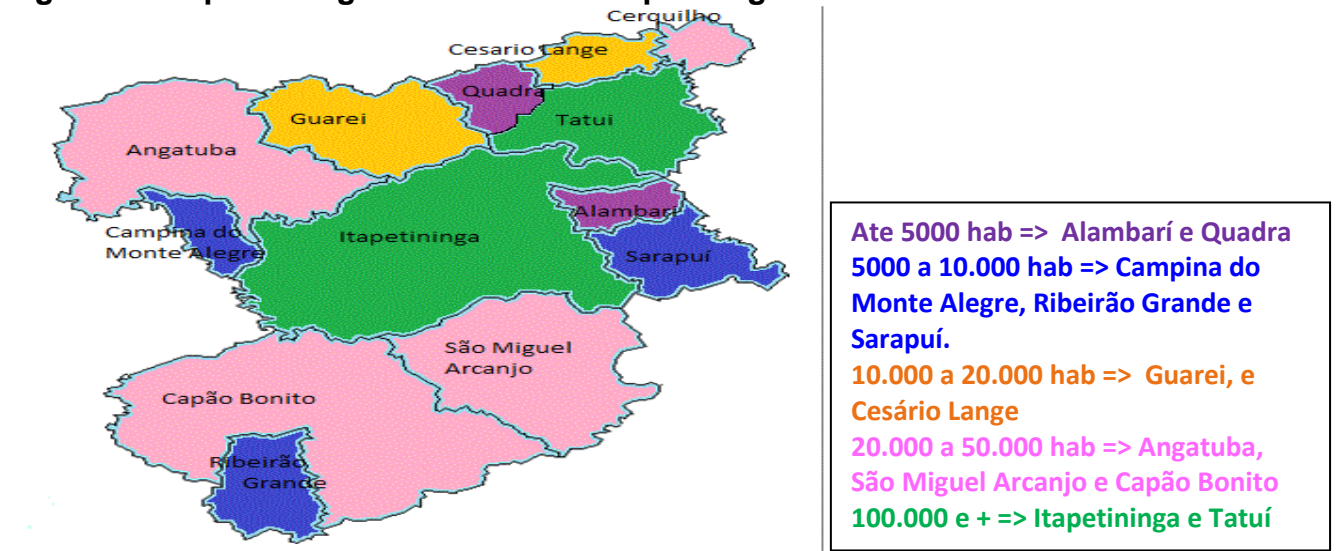 Cerquilho
Cesario Lange
Quadra
Guarei
Tatui
Angatuba
Alambari
Campina do
Monte Alegre
Itapetininga
Sarapuí
São Miguel
Arcanjo
Capão Bonito
Ribeirão
Grande
Ate 5000 hab => Alambarí e Quadra
5000 a 10.000 hab => Campina do
Monte Alegre, Ribeirão Grande e
Sarapuí.
10.000 a 20.000 hab => Guarei, e
Cesário Lange
20.000 a 50.000 hab => Angatuba,
São Miguel Arcanjo e Capão Bonito
100.000 e + => Itapetininga e Tatuí